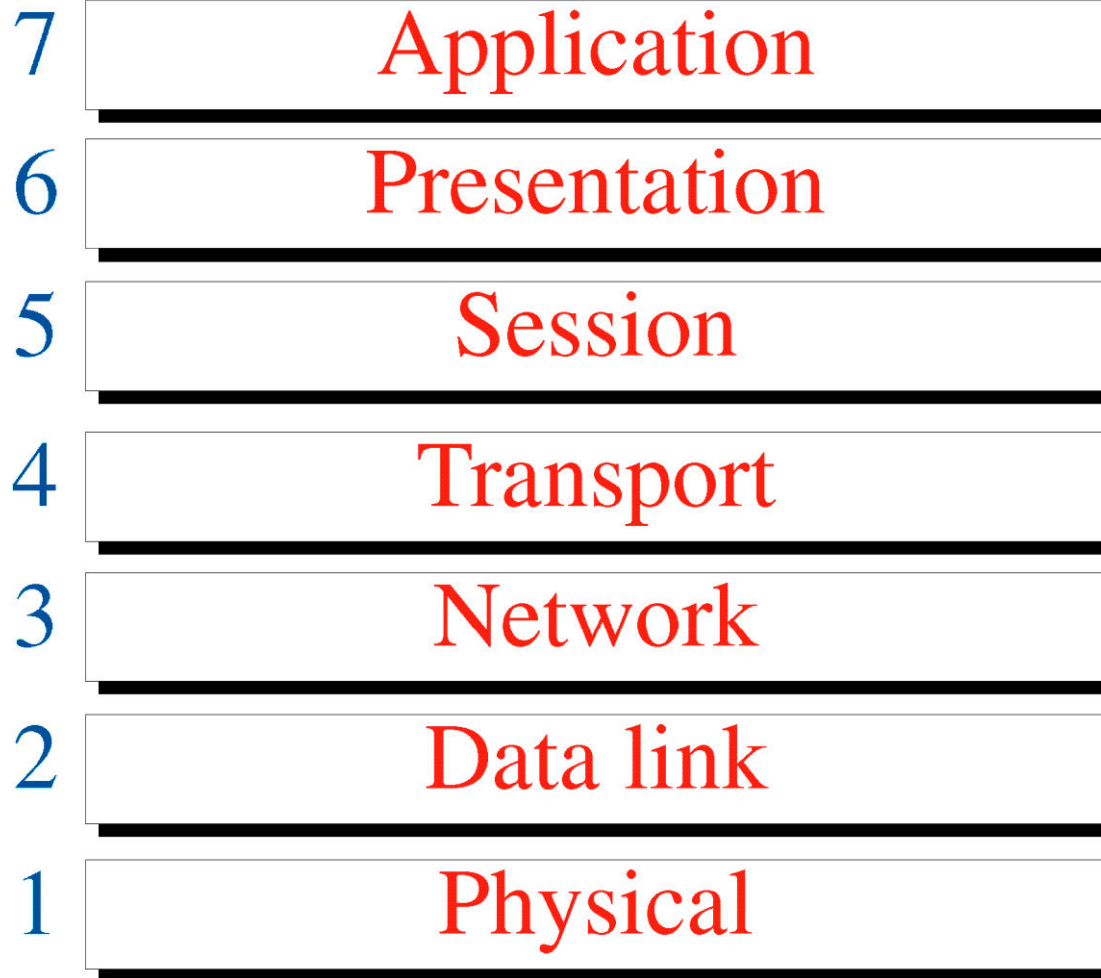 7 Application
6 Presentation
5 Session
4 Transport
3 Network
2 Data link
1 Physical